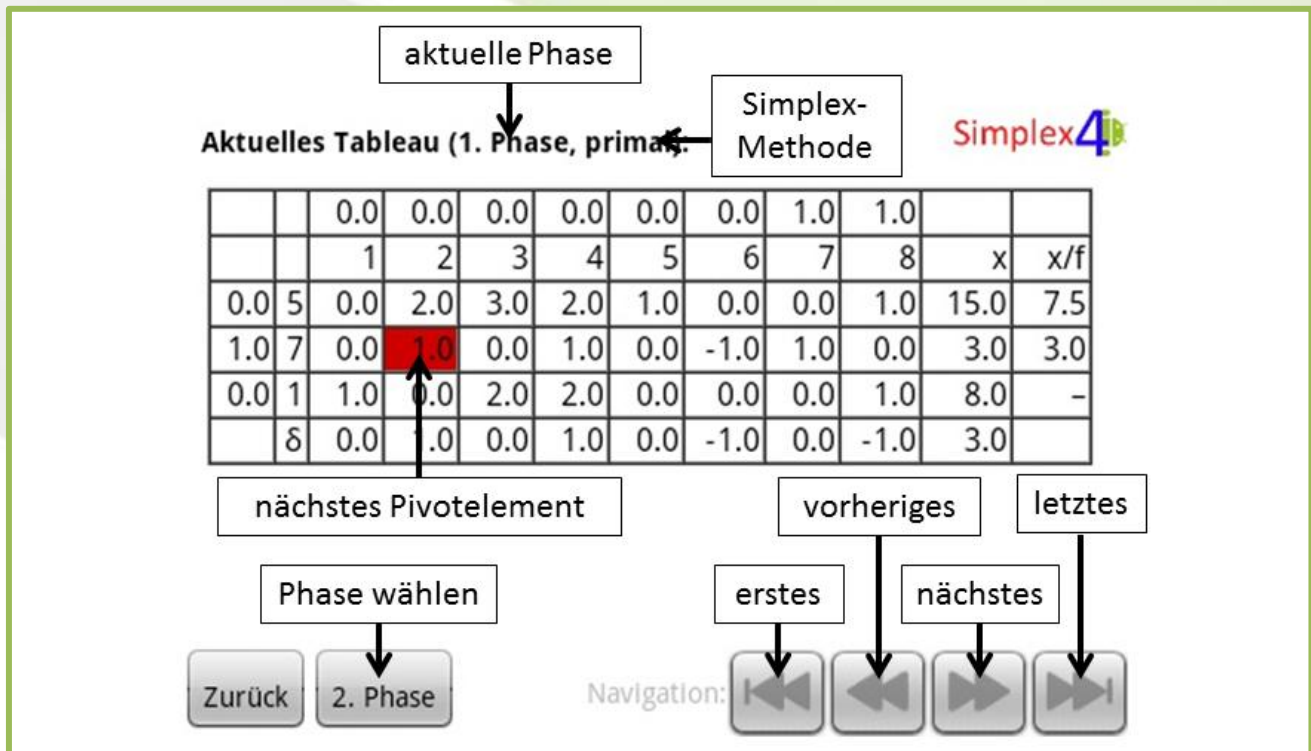 aktuelle Phase
Simplex-
Methode
Aktuelles Tableau (1. Phase, primal):
Simplex4
0.0 0.0 0.0 0.0 0.0 0.0 1.0 1.0
1 2 3 4 5 6 7 8 x x/f
0.0 5 0.0 2.0 3.0 2.0 1.0 0.0 0.0 1.0 15.0 7.5
1.0 7 0.0 1.0 0.0 1.0 0.0 -1.0 1.0 0.0 3.0 3.0
0.0 1 1.0 0.0 2.0 2.0 0.0 0.0 0.0 1.0 8.0 –
δ 0.0 1.0 0.0 1.0 0.0 -1.0 0.0 -1.0 3.0
nächstes Pivotelement
vorheriges
letztes
Phase wählen
erstes
nächstes
Zurück
2. Phase
Navigation: